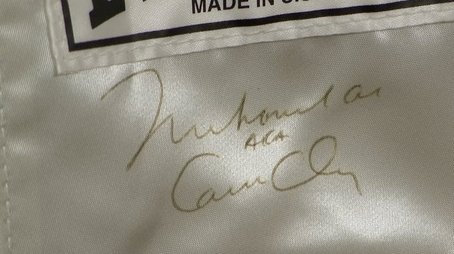 MADE IN U.S.
Muhammad Ali
AKA
Cassius Clay